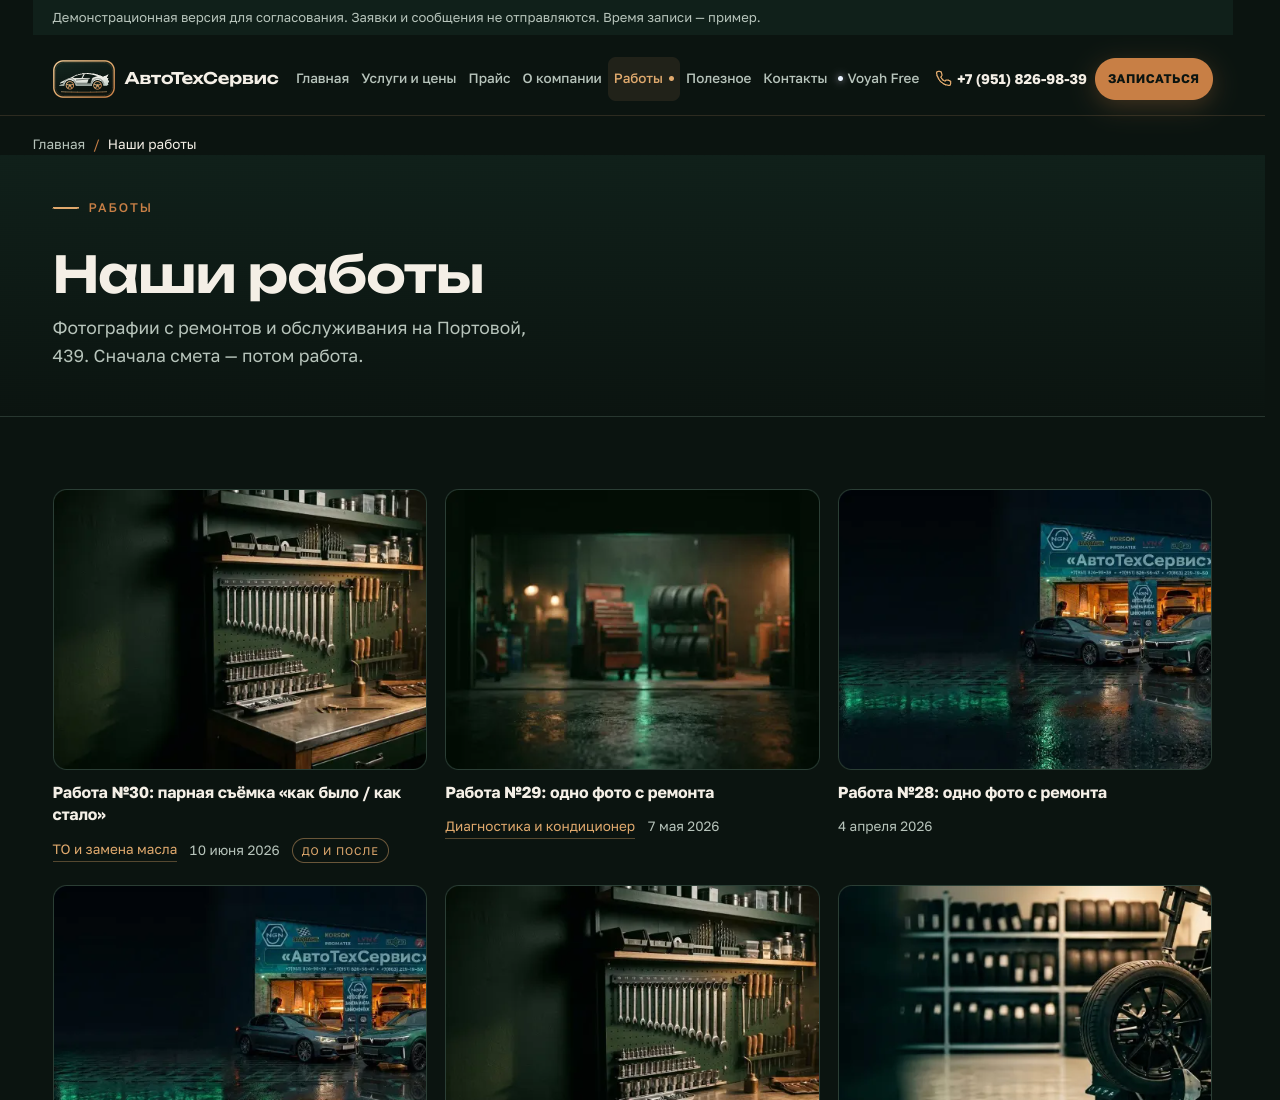 Демонстрационная версия для согласования. Заявки и сообщения не отправляются. Время записи — пример.
АвтоТехСервис Главная Услуги и цены Прайс О компании Работы Полезное Контакты Voyah Free +7 (951) 826-98-39 ЗАПИСАТЬСЯ
Главная / Наши работы
РАБОТЫ
Наши работы
Фотографии с ремонтов и обслуживания на Портовой,
439. Сначала смета — потом работа.
NGN
«АвтоТехСервис»
Работа №30: парная съёмка «как было / как
стало»
ТО и замена масла 10 июня 2026 ДО И ПОСЛЕ
Работа №29: одно фото с ремонта
Диагностика и кондиционер 7 мая 2026
Работа №28: одно фото с ремонта
4 апреля 2026
NGN
«АвтоТехСервис»